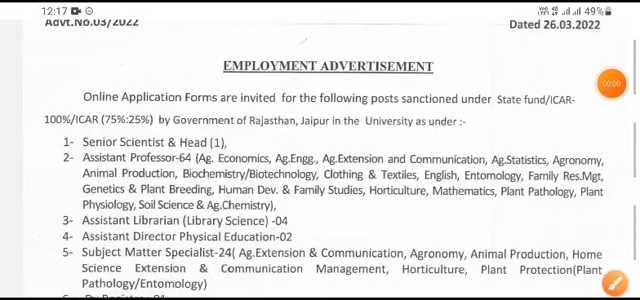 12:17 49%
Advt.No.03/2022
Dated 26.03.2022
EMPLOYMENT ADVERTISEMENT
00:00
Online Application Forms are invited for the following posts sanctioned under State fund/ICAR-
100%/ICAR (75%:25%) by Government of Rajasthan, Jaipur in the University as under :-
1- Senior Scientist & Head (1),
2- Assistant Professor-64 (Ag. Economics, Ag.Engg., Ag.Extension and Communication, Ag.Statistics, Agronomy,
Animal Production, Biochemistry/Biotechnology, Clothing & Textiles, English, Entomology, Family Res.Mgt,
Genetics & Plant Breeding, Human Dev. & Family Studies, Horticulture, Mathematics, Plant Pathology, Plant
Physiology, Soil Science & Ag.Chemistry),
3- Assistant Librarian (Library Science) -04
4- Assistant Director Physical Education-02
5- Subject Matter Specialist-24( Ag.Extension & Communication, Agronomy, Animal Production, Home
Science Extension & Communication Management, Horticulture, Plant Protection(Plant
Pathology/Entomology)